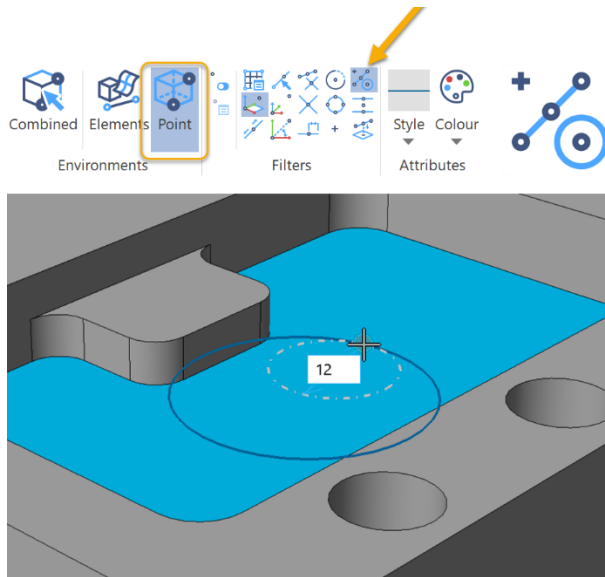 Combined Elements Point
Style Colour
Environments Filters Attributes
12